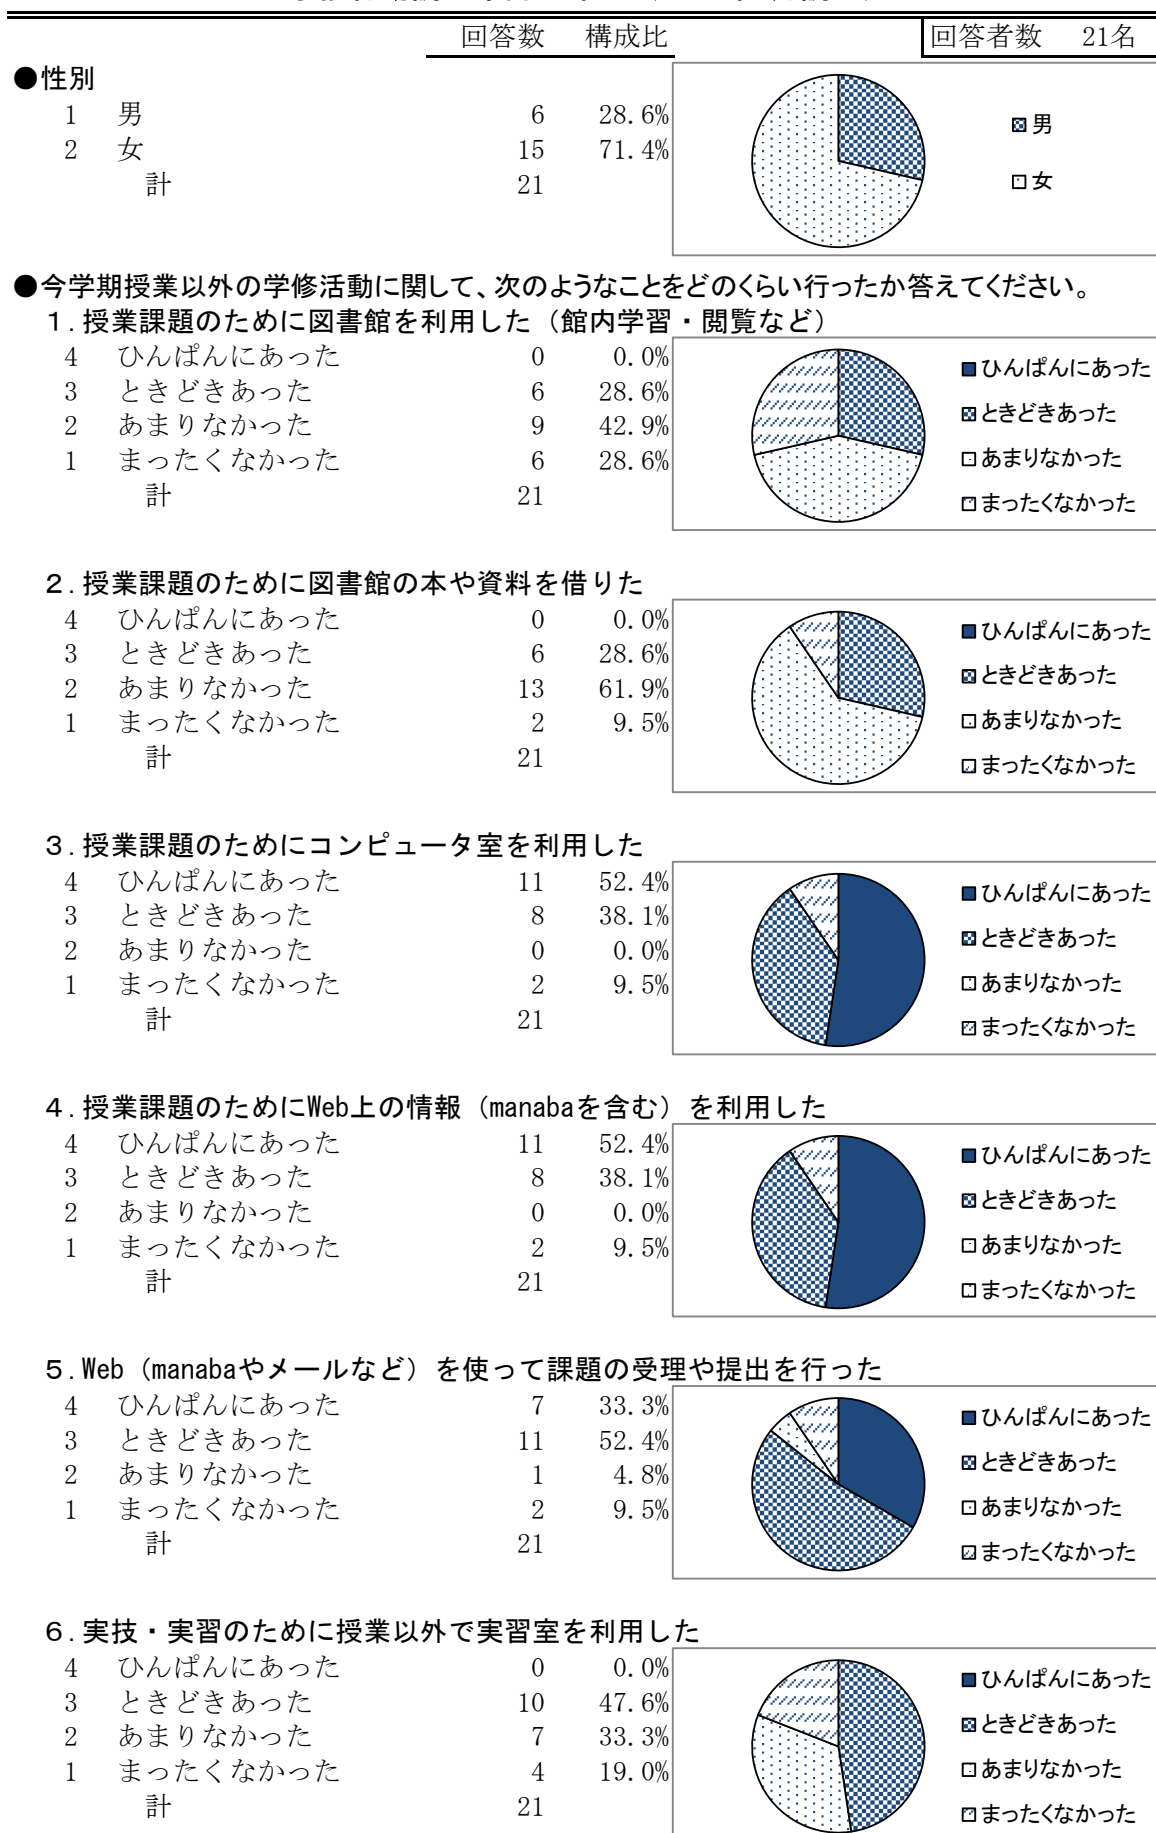 回答数 構成比 回答者数 21名
●性別
1 男 6 28.6%
2 女 15 71.4%
計 21
男
女
●今学期授業以外の学修活動に関して、次のようなことをどのくらい行ったか答えてください。
１.授業課題のために図書館を利用した（館内学習・閲覧など）
4 ひんぱんにあった 0 0.0%
3 ときどきあった 6 28.6%
2 あまりなかった 9 42.9%
1 まったくなかった 6 28.6%
計 21
ひんぱんにあった
ときどきあった
あまりなかった
まったくなかった
２.授業課題のために図書館の本や資料を借りた
4 ひんぱんにあった 0 0.0%
3 ときどきあった 6 28.6%
2 あまりなかった 13 61.9%
1 まったくなかった 2 9.5%
計 21
ひんぱんにあった
ときどきあった
あまりなかった
まったくなかった
３.授業課題のためにコンピュータ室を利用した
4 ひんぱんにあった 11 52.4%
3 ときどきあった 8 38.1%
2 あまりなかった 0 0.0%
1 まったくなかった 2 9.5%
計 21
ひんぱんにあった
ときどきあった
あまりなかった
まったくなかった
４.授業課題のためにWeb上の情報（manabaを含む）を利用した
4 ひんぱんにあった 11 52.4%
3 ときどきあった 8 38.1%
2 あまりなかった 0 0.0%
1 まったくなかった 2 9.5%
計 21
ひんぱんにあった
ときどきあった
あまりなかった
まったくなかった
５.Web（manabaやメールなど）を使って課題の受理や提出を行った
4 ひんぱんにあった 7 33.3%
3 ときどきあった 11 52.4%
2 あまりなかった 1 4.8%
1 まったくなかった 2 9.5%
計 21
ひんぱんにあった
ときどきあった
あまりなかった
まったくなかった
６.実技・実習のために授業以外で実習室を利用した
4 ひんぱんにあった 0 0.0%
3 ときどきあった 10 47.6%
2 あまりなかった 7 33.3%
1 まったくなかった 4 19.0%
計 21
ひんぱんにあった
ときどきあった
あまりなかった
まったくなかった